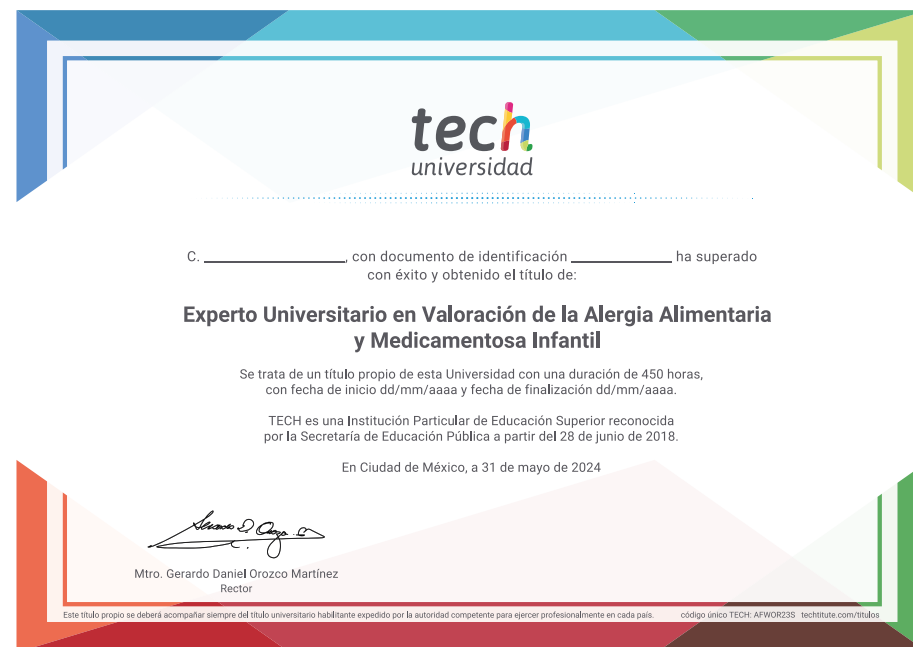 tech
universidad
C. ____________________, con documento de identificación ______________ ha superado
con éxito y obtenido el título de:
Experto Universitario en Valoración de la Alergia Alimentaria
y Medicamentosa Infantil
Se trata de un título propio de esta Universidad con una duración de 450 horas,
con fecha de inicio dd/mm/aaaa y fecha de finalización dd/mm/aaaa.
TECH es una Institución Particular de Educación Superior reconocida
por la Secretaría de Educación Pública a partir del 28 de junio de 2018.
En Ciudad de México, a 31 de mayo de 2024
Mtro. Gerardo Daniel Orozco Martínez
Rector
Este título propio se deberá acompañar siempre del título universitario habilitante expedido por la autoridad competente para ejercer profesionalmente en cada país. código único TECH: AFWOR23S techtitute.com/titulos